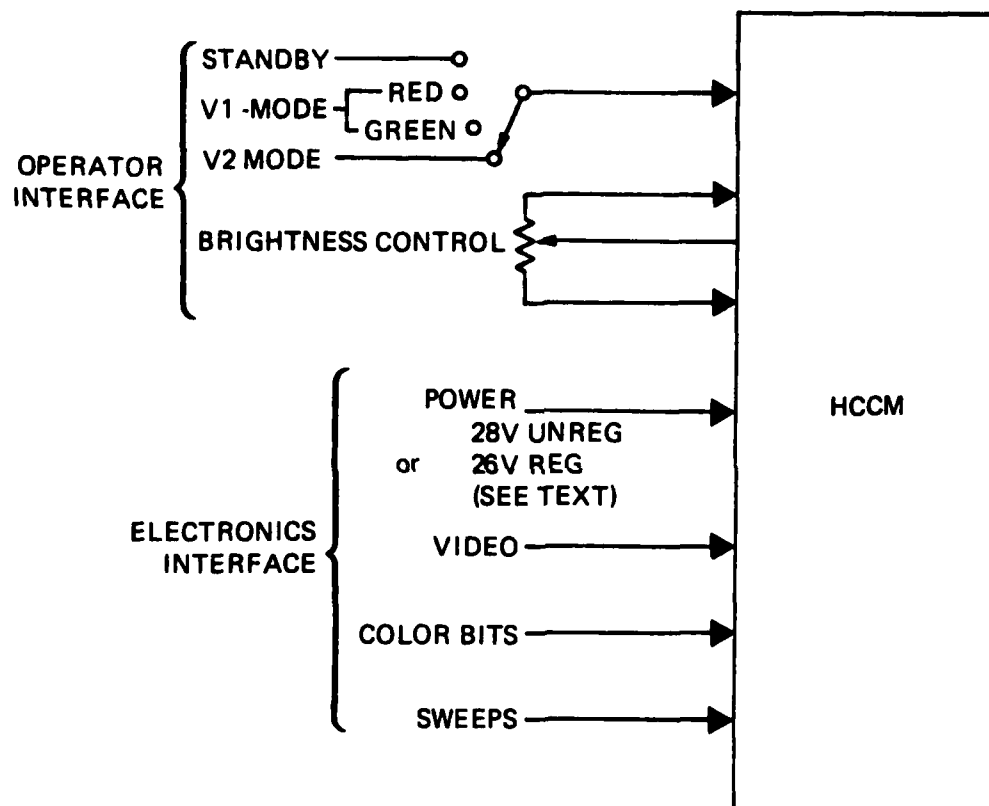 STANDBY
V1-MODE
RED
GREEN
V2 MODE
OPERATOR
INTERFACE
BRIGHTNESS CONTROL
POWER
28V UNREG
or 26V REG
(SEE TEXT)
HCCM
ELECTRONICS
INTERFACE
VIDEO
COLOR BITS
SWEEPS